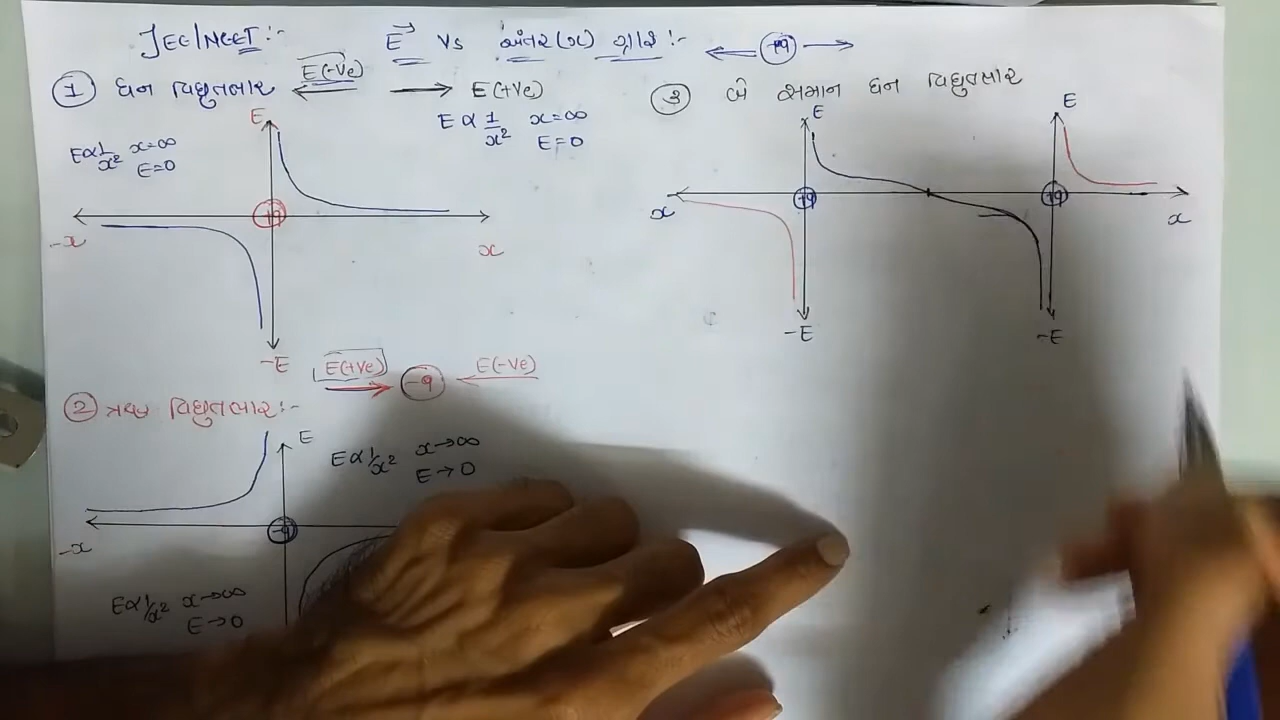 JEE/NEET:-
E⃗ Vs અંતર(x) ગ્રાફ :-
← +q →
① ધન વિદ્યુતભાર E(-Ve) E(+Ve)
E∝1/x² x=∞
E=0
E∝1/x² x=∞
E=0
E
+q
-x x
-E
② ઋણ વિદ્યુતભાર:- E(+Ve) -q E(-Ve)
E
E∝1/x² x→∞
E→0
-q
-x
E∝1/x² x→∞
E→0
③ બે સમાન ધન વિદ્યુતભાર
E E
+q +q
x x
-E -E